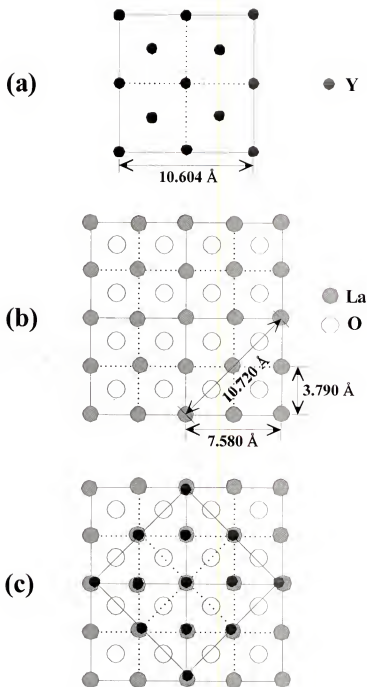 (a)
Y
10.604 Å
(b)
La
O
10.720 Å
3.790 Å
7.580 Å
(c)